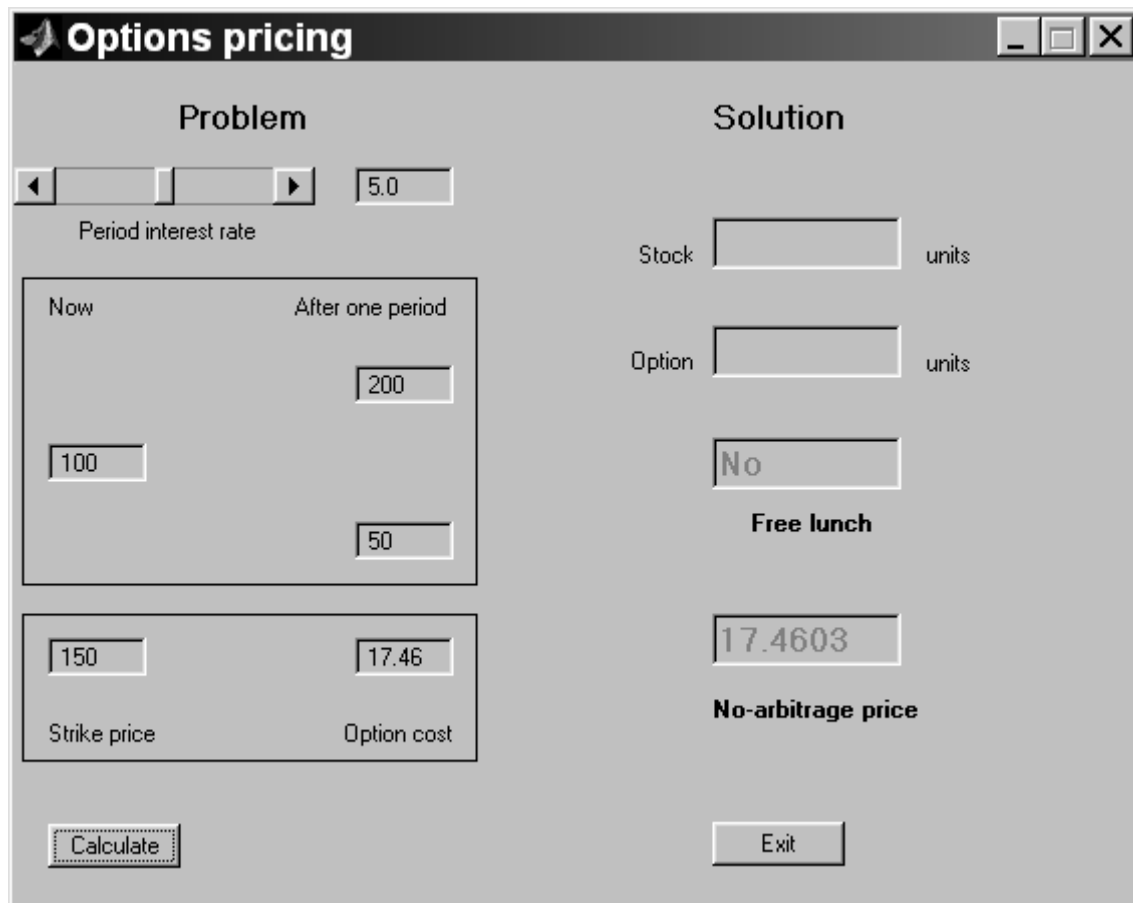 Options pricing
Problem
5.0
Period interest rate
Now After one period
200
100
50
150 17.46
Strike price Option cost
Calculate
Solution
Stock units
Option units
No
Free lunch
17.4603
No-arbitrage price
Exit